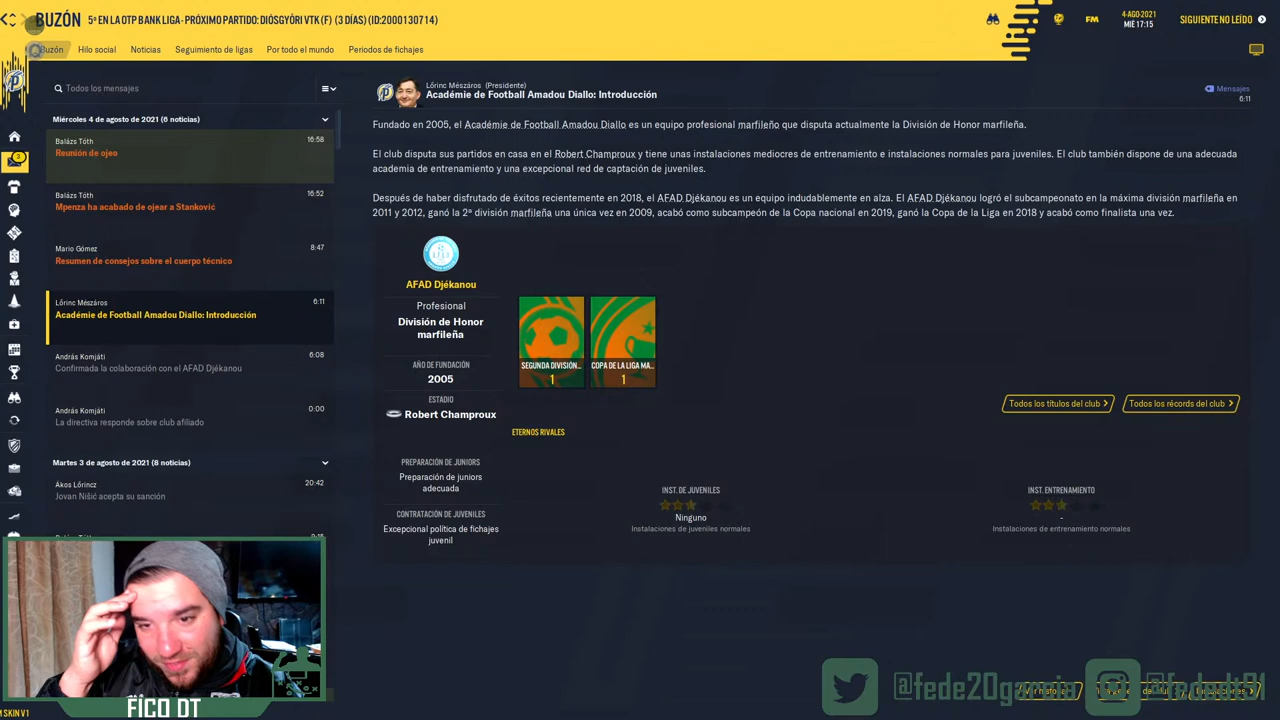 BUZÓN
5º EN LA OTP BANK LIGA - PRÓXIMO PARTIDO: DIÓSGYŐRI VTK (F) (3 DÍAS) (ID:2000130714)
FM
4-AGO-2021
MIÉ 17:15
SIGUIENTE NO LEÍDO
Buzón
Hilo social
Noticias
Seguimiento de ligas
Por todo el mundo
Periodos de fichajes
Todos los mensajes
Miércoles 4 de agosto de 2021 (6 noticias)
3
Balázs Tóth
16:58
Reunión de ojeo
Balázs Tóth
16:52
Mpenza ha acabado de ojear a Stanković
Mario Gómez
8:47
Resumen de consejos sobre el cuerpo técnico
Lőrinc Mészáros
6:11
Académie de Football Amadou Diallo: Introducción
András Komjáti
6:08
Confirmada la colaboración con el AFAD Djékanou
András Komjáti
0:00
La directiva responde sobre club afiliado
Martes 3 de agosto de 2021 (8 noticias)
Ákos Lőrincz
20:42
Jovan Nišić acepta su sanción
Lőrinc Mészáros (Presidente)
Académie de Football Amadou Diallo: Introducción
Mensajes
6:11
Fundado en 2005, el Académie de Football Amadou Diallo es un equipo profesional marfileño que disputa actualmente la División de Honor marfileña.
El club disputa sus partidos en casa en el Robert Champroux y tiene unas instalaciones mediocres de entrenamiento e instalaciones normales para juveniles. El club también dispone de una adecuada
academia de entrenamiento y una excepcional red de captación de juveniles.
Después de haber disfrutado de éxitos recientemente en 2018, el AFAD Djékanou es un equipo indudablemente en alza. El AFAD Djékanou logró el subcampeonato en la máxima división marfileña en
2011 y 2012, ganó la 2ª división marfileña una única vez en 2009, acabó como subcampeón de la Copa nacional en 2019, ganó la Copa de la Liga en 2018 y acabó como finalista una vez.
AFAD Djékanou
Profesional
División de Honor
marfileña
AÑO DE FUNDACIÓN
2005
ESTADIO
Robert Champroux
SEGUNDA DIVISIÓN...
1
COPA DE LA LIGA MA...
1
Todos los títulos del club
Todos los récords del club
ETERNOS RIVALES
PREPARACIÓN DE JUNIORS
Preparación de juniors
adecuada
CONTRATACIÓN DE JUVENILES
Excepcional política de fichajes
juvenil
INST. DE JUVENILES
Ninguno
Instalaciones de juveniles normales
INST. ENTRENAMIENTO
-
Instalaciones de entrenamiento normales
FICO DT
M SKIN V1
@fede20garcia
@fededt01